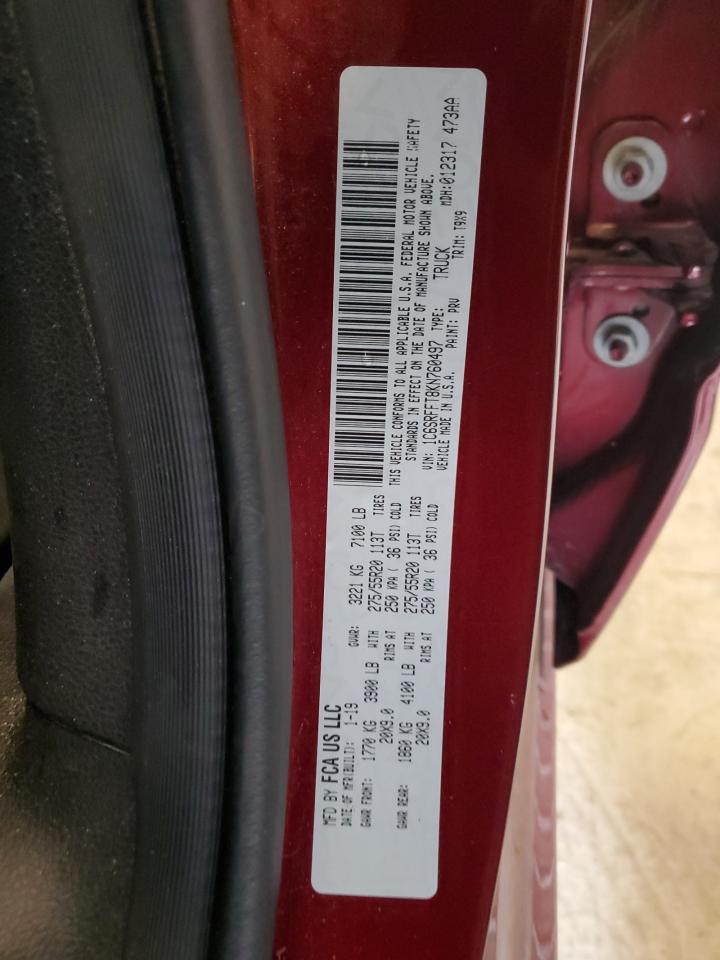 MFD BY FCA US LLC
DATE OF MFR(BUILT): 1-19 GVWR: 3221 KG 7100 LB
GAWR FRONT: 1770 KG 3900 LB WITH 275/55R20 113T TIRES
20X9.0 RIMS AT 250 KPA ( 36 PSI) COLD
GAWR REAR: 1860 KG 4100 LB WITH 275/55R20 113T TIRES
20X9.0 RIMS AT 250 KPA ( 36 PSI) COLD
THIS VEHICLE CONFORMS TO ALL APPLICABLE U.S.A. FEDERAL MOTOR VEHICLE SAFETY
STANDARDS IN EFFECT ON THE DATE OF MANUFACTURE SHOWN ABOVE.
VIN: 1C6SRFFT8KN760497 TYPE: TRUCK MDH:012317 473AA
VEHICLE MADE IN U.S.A. PAINT: PRV TRIM: T9X9